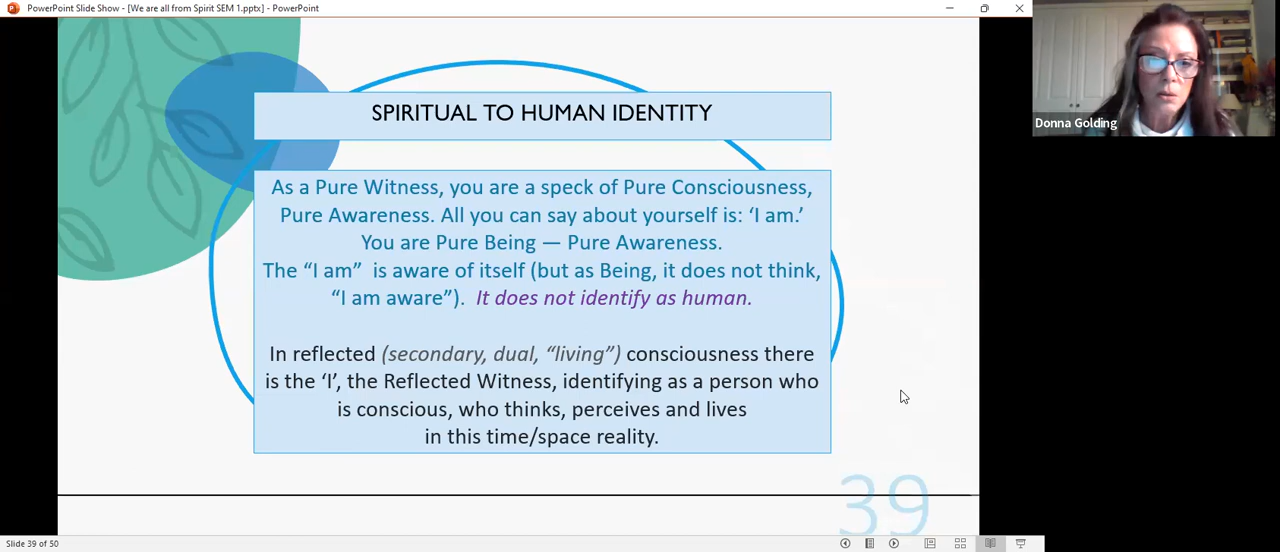 PowerPoint Slide Show - [We are all from Spirit SEM 1.pptx] - PowerPoint
Donna Golding
SPIRITUAL TO HUMAN IDENTITY
As a Pure Witness, you are a speck of Pure Consciousness,
Pure Awareness. All you can say about yourself is: ‘I am.’
You are Pure Being — Pure Awareness.
The “I am”  is aware of itself (but as Being, it does not think,
“I am aware”).  It does not identify as human.
In reflected (secondary, dual, “living”) consciousness there
is the ‘I’, the Reflected Witness, identifying as a person who
is conscious, who thinks, perceives and lives
in this time/space reality.
39
Slide 39 of 50